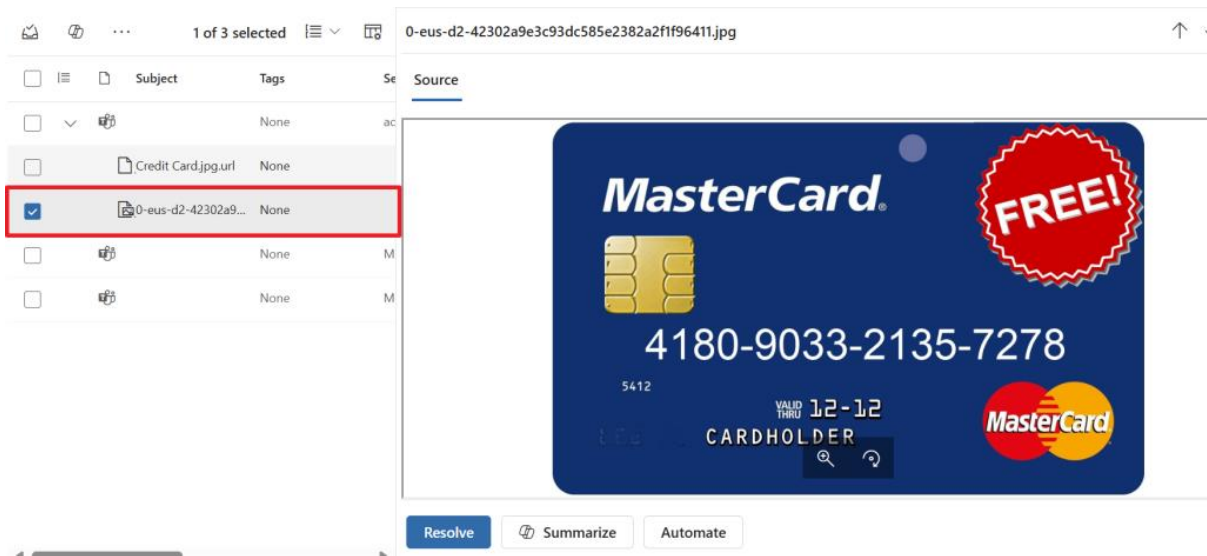 1 of 3 selected
0-eus-d2-42302a9e3c93dc585e2382a2f1f96411.jpg
Subject Tags Se
Source
None ac
Credit Card.jpg.url None
0-eus-d2-42302a9... None
None M
None M
MasterCard®
FREE!
4180-9033-2135-7278
5412
VALID THRU 12-12
CARDHOLDER
MasterCard
Resolve Summarize Automate